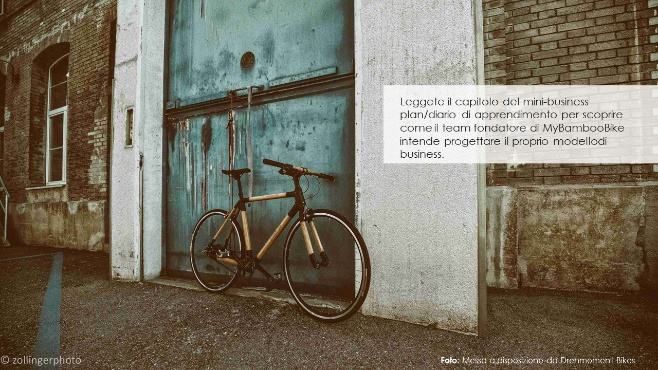 Leggete il capitolo del mini-business
plan/diario di apprendimento per scoprire
come il team fondatore di MyBambooBike
intende progettare il proprio modellodi
business.
© zollingerphoto
Foto: Messa a disposizione da Drehmoment Bikes